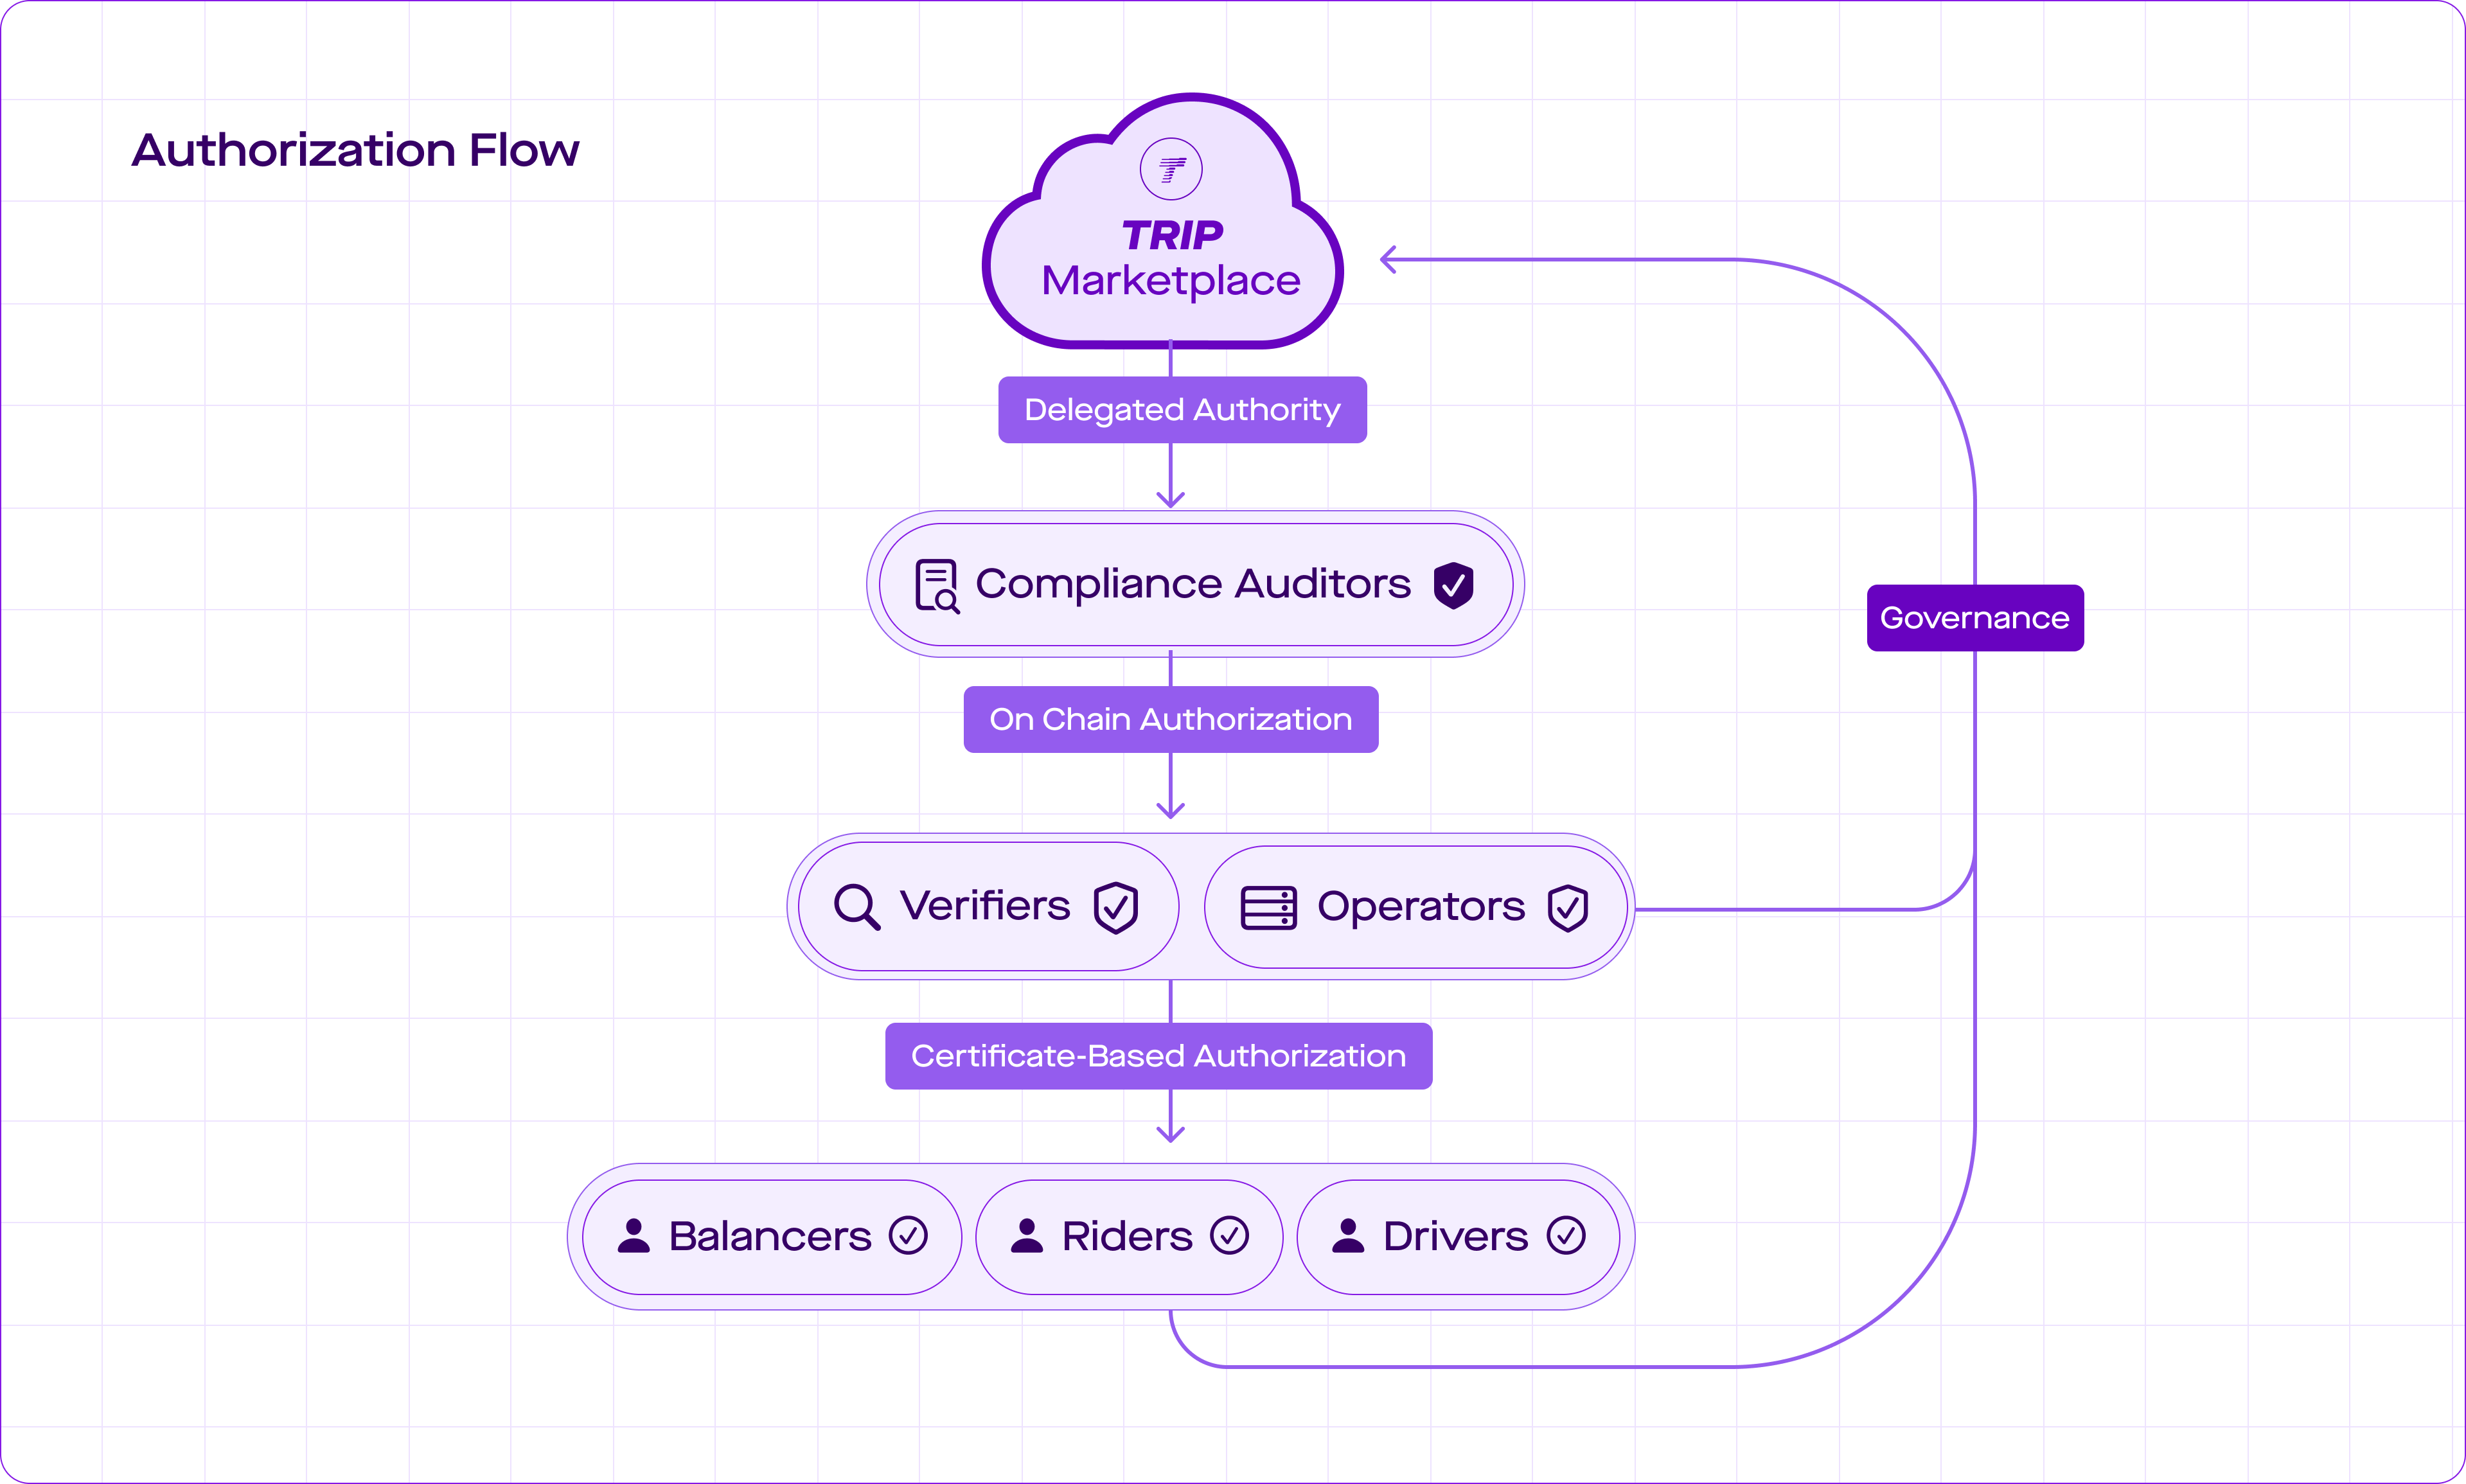 Authorization Flow
TRIP
Marketplace
Delegated Authority
Compliance Auditors
Governance
On Chain Authorization
Verifiers
Operators
Certificate-Based Authorization
Balancers
Riders
Drivers